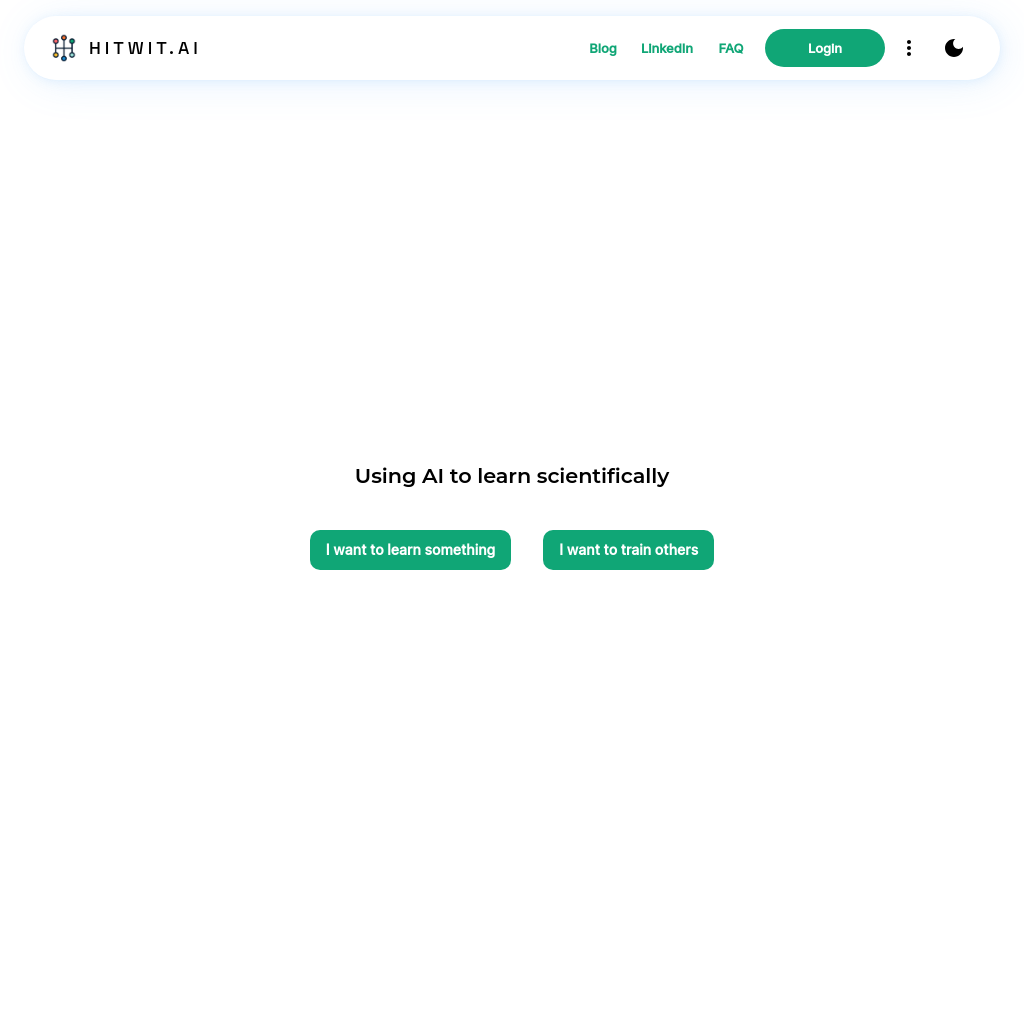 HITWIT.AI
Blog LinkedIn FAQ Login
Using AI to learn scientifically
I want to learn something I want to train others